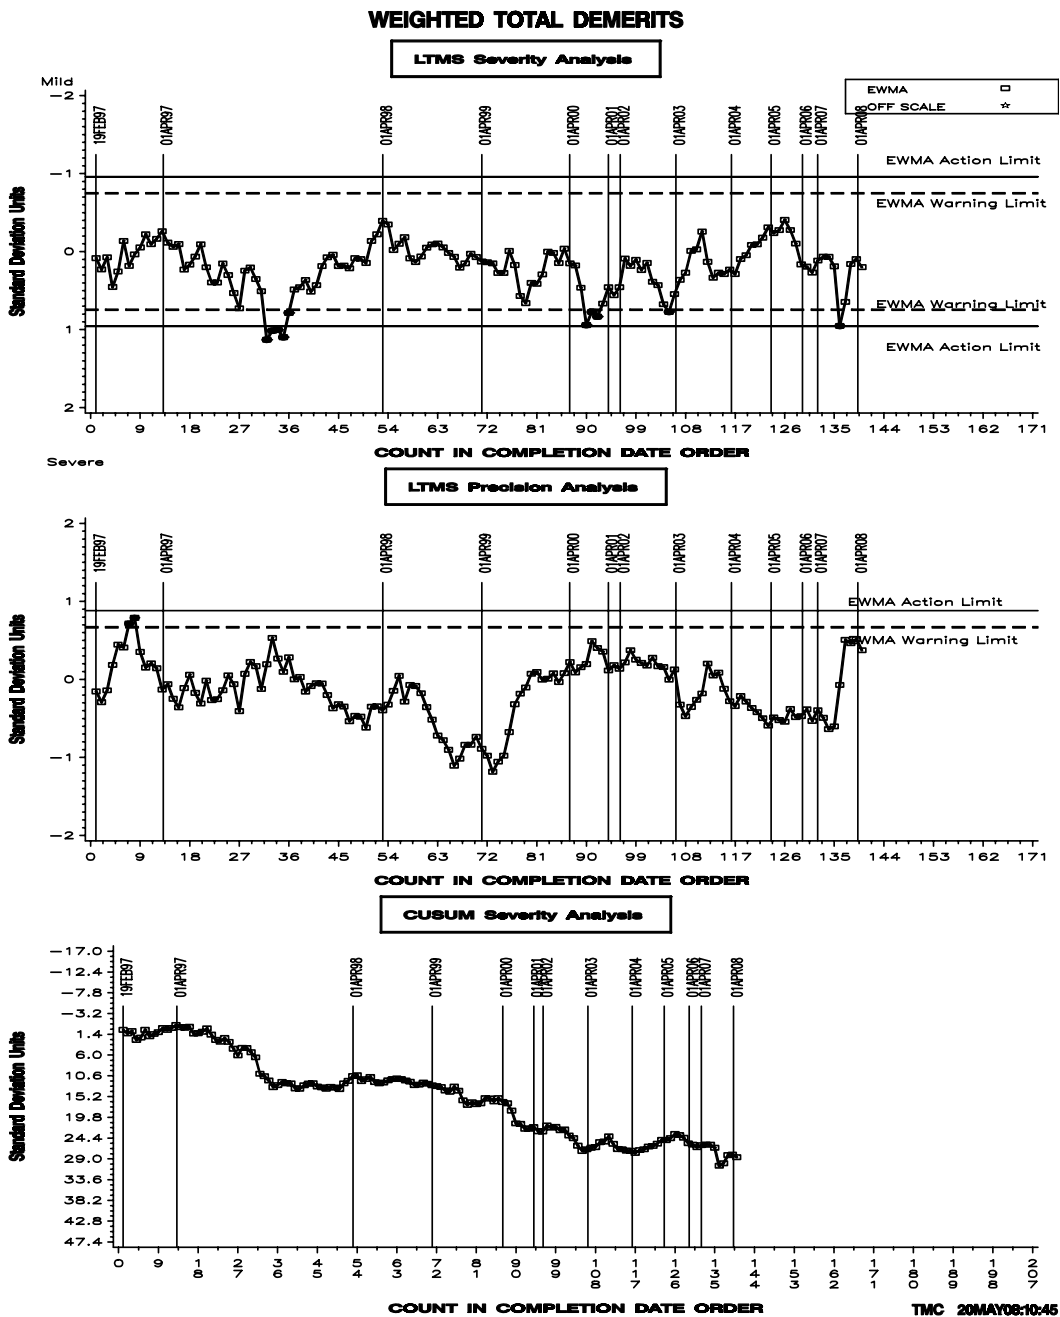 WEIGHTED TOTAL DEMERITS
LTMS Severity Analysis
Mild
EWMA
OFF SCALE
19FEB97 01APR97 01APR98 01APR99 01APR00 01APR01 01APR02 01APR03 01APR04 01APR05 01APR06 01APR07 01APR08
Standard Deviation Units
-2
-1
0
1
2
EWMA Action Limit
EWMA Warning Limit
EWMA Warning Limit
EWMA Action Limit
0 9 18 27 36 45 54 63 72 81 90 99 108 117 126 135 144 153 162 171
COUNT IN COMPLETION DATE ORDER
Severe
LTMS Precision Analysis
19FEB97 01APR97 01APR98 01APR99 01APR00 01APR01 01APR02 01APR03 01APR04 01APR05 01APR06 01APR07 01APR08
Standard Deviation Units
2
1
0
-1
-2
EWMA Action Limit
EWMA Warning Limit
0 9 18 27 36 45 54 63 72 81 90 99 108 117 126 135 144 153 162 171
COUNT IN COMPLETION DATE ORDER
CUSUM Severity Analysis
19FEB97 01APR97 01APR98 01APR99 01APR00 01APR01 01APR02 01APR03 01APR04 01APR05 01APR06 01APR07 01APR08
Standard Deviation Units
-17.0
-12.4
-7.8
-3.2
1.4
6.0
10.6
15.2
19.8
24.4
29.0
33.6
38.2
42.8
47.4
0 9 18 27 36 45 54 63 72 81 90 99 108 117 126 135 144 153 162 171 180 189 198 207
COUNT IN COMPLETION DATE ORDER
TMC 20MAY08:10:45